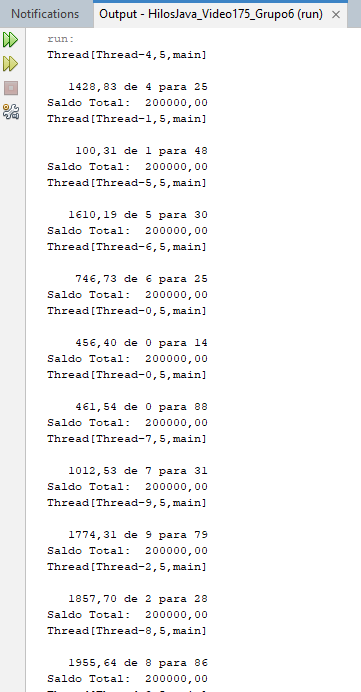 Notifications
Output - HilosJava_Video175_Grupo6 (run) ×
run:
Thread[Thread-4,5,main]
1428,83 de 4 para 25
Saldo Total: 200000,00
Thread[Thread-1,5,main]
100,31 de 1 para 48
Saldo Total: 200000,00
Thread[Thread-5,5,main]
1610,19 de 5 para 30
Saldo Total: 200000,00
Thread[Thread-6,5,main]
746,73 de 6 para 25
Saldo Total: 200000,00
Thread[Thread-0,5,main]
456,40 de 0 para 14
Saldo Total: 200000,00
Thread[Thread-0,5,main]
461,54 de 0 para 88
Saldo Total: 200000,00
Thread[Thread-7,5,main]
1012,53 de 7 para 31
Saldo Total: 200000,00
Thread[Thread-9,5,main]
1774,31 de 9 para 79
Saldo Total: 200000,00
Thread[Thread-2,5,main]
1857,70 de 2 para 28
Saldo Total: 200000,00
Thread[Thread-8,5,main]
1955,64 de 8 para 86
Saldo Total: 200000,00